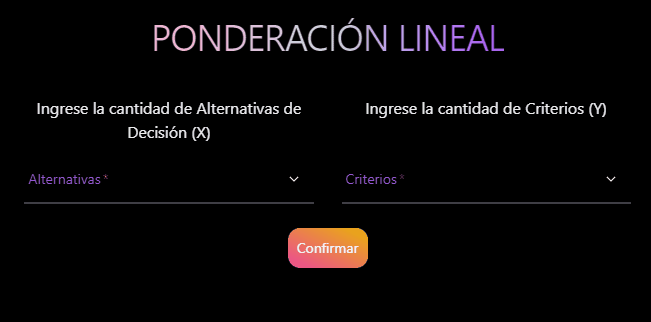 PONDERACIÓN LINEAL
Ingrese la cantidad de Alternativas de
Decisión (X)
Ingrese la cantidad de Criterios (Y)
Alternativas *
Criterios *
Confirmar